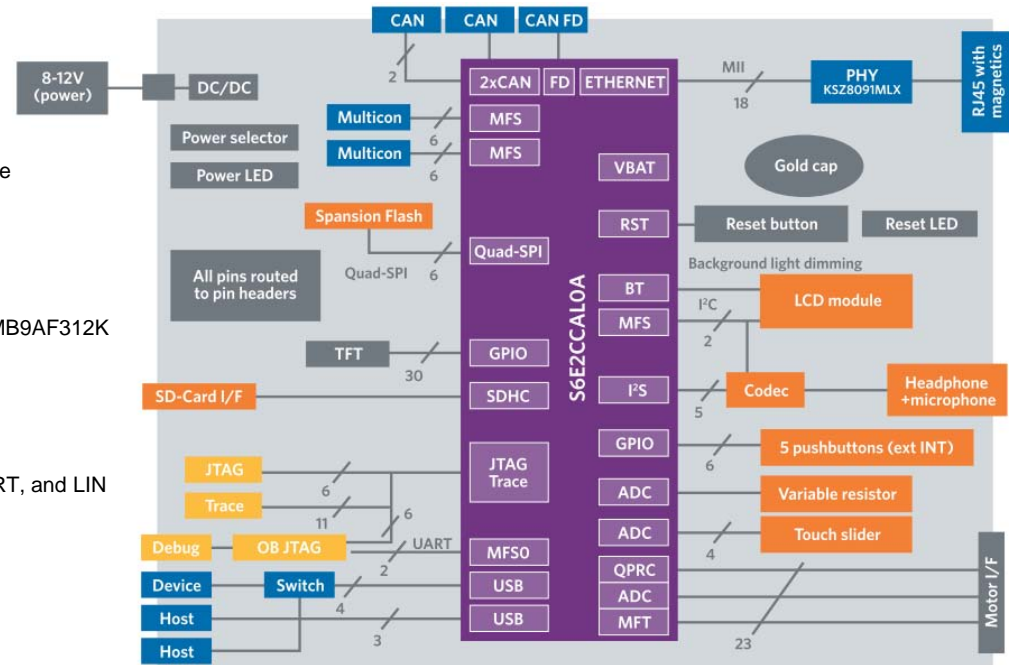 CAN
CAN
CAN FD
8-12V
(power)
DC/DC
2
2xCAN
FD
ETHERNET
MII
18
PHY
KSZ8091MLX
RJ45 with
magnetics
Multicon
6
MFS
Multicon
6
MFS
Power selector
Power LED
VBAT
Gold cap
e
Spansion Flash
RST
Reset button
Reset LED
Quad-SPI
6
Quad-SPI
All pins routed
to pin headers
S6E2CCAL0A
Background light dimming
BT
I²C
LCD module
MFS
2
MB9AF312K
TFT
30
GPIO
SD-Card I/F
SDHC
I²S
5
Codec
Headphone
+microphone
GPIO
6
5 pushbuttons (ext INT)
JTAG
6
JTAG
Trace
RT, and LIN
Trace
11
6
ADC
Variable resistor
ADC
4
Touch slider
Debug
OB JTAG
UART
2
MFS0
QPRC
Device
Switch
4
USB
ADC
Host
3
USB
MFT
23
Motor I/F
Host